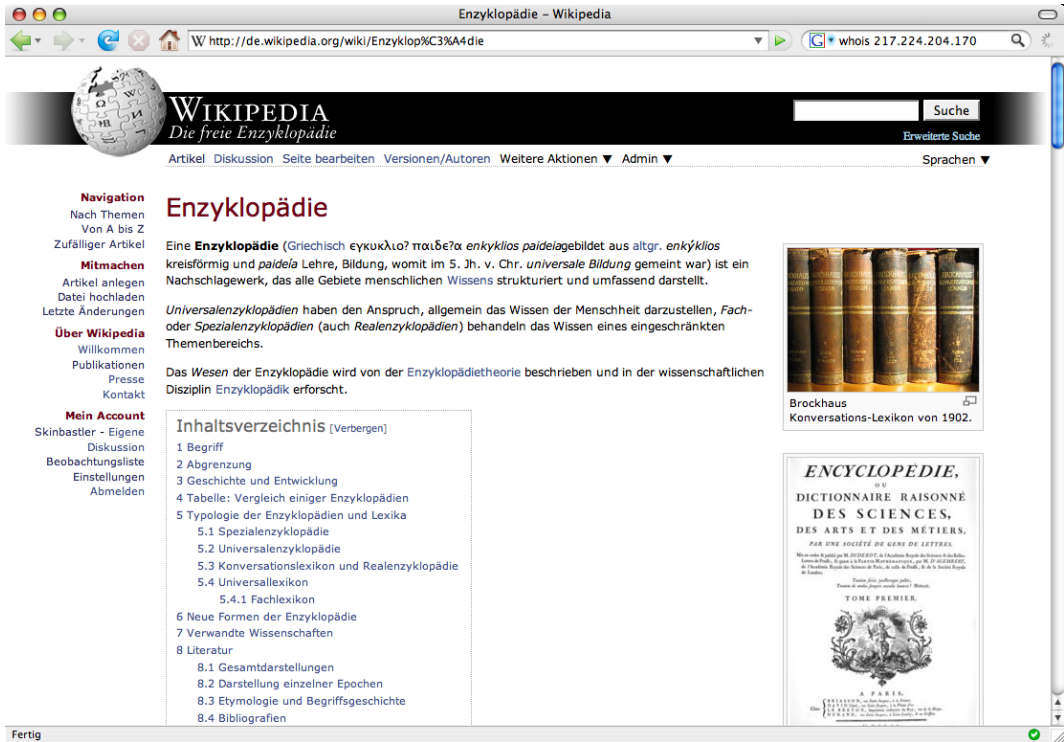 Enzyklopädie – Wikipedia
http://de.wikipedia.org/wiki/Enzyklop%C3%A4die
whois 217.224.204.170
WIKIPEDIA
Die freie Enzyklopädie
Suche
Erweiterte Suche
Artikel Diskussion Seite bearbeiten Versionen/Autoren Weitere Aktionen ▼ Admin ▼ Sprachen ▼
Navigation
Nach Themen
Von A bis Z
Zufälliger Artikel
Mitmachen
Artikel anlegen
Datei hochladen
Letzte Änderungen
Über Wikipedia
Willkommen
Publikationen
Presse
Kontakt
Mein Account
Skinbastler - Eigene
Diskussion
Beobachtungsliste
Einstellungen
Abmelden
Enzyklopädie
Eine Enzyklopädie (Griechisch εγκυκλιο? παιδε?α enkyklios paideiagebildet aus altgr. enkýklios
kreisförmig und paideía Lehre, Bildung, womit im 5. Jh. v. Chr. universale Bildung gemeint war) ist ein
Nachschlagewerk, das alle Gebiete menschlichen Wissens strukturiert und umfassend darstellt.
Universalenzyklopädien haben den Anspruch, allgemein das Wissen der Menschheit darzustellen, Fach-
oder Spezialenzyklopädien (auch Realenzyklopädien) behandeln das Wissen eines eingeschränkten
Themenbereichs.
Das Wesen der Enzyklopädie wird von der Enzyklopädietheorie beschrieben und in der wissenschaftlichen
Disziplin Enzyklopädik erforscht.
Inhaltsverzeichnis [Verbergen]
1 Begriff
2 Abgrenzung
3 Geschichte und Entwicklung
4 Tabelle: Vergleich einiger Enzyklopädien
5 Typologie der Enzyklopädien und Lexika
5.1 Spezialenzyklopädie
5.2 Universalenzyklopädie
5.3 Konversationslexikon und Realenzyklopädie
5.4 Universallexikon
5.4.1 Fachlexikon
6 Neue Formen der Enzyklopädie
7 Verwandte Wissenschaften
8 Literatur
8.1 Gesamtdarstellungen
8.2 Darstellung einzelner Epochen
8.3 Etymologie und Begriffsgeschichte
8.4 Bibliografien
Brockhaus
Konversations-Lexikon von 1902.
ENCYCLOPEDIE,
OU
DICTIONNAIRE RAISONNÉ
DES SCIENCES,
DES ARTS ET DES MÉTIERS.
PAR UNE SOCIÉTÉ DE GENS DE LETTRES.
TOME PREMIER.
A PARIS,
Fertig